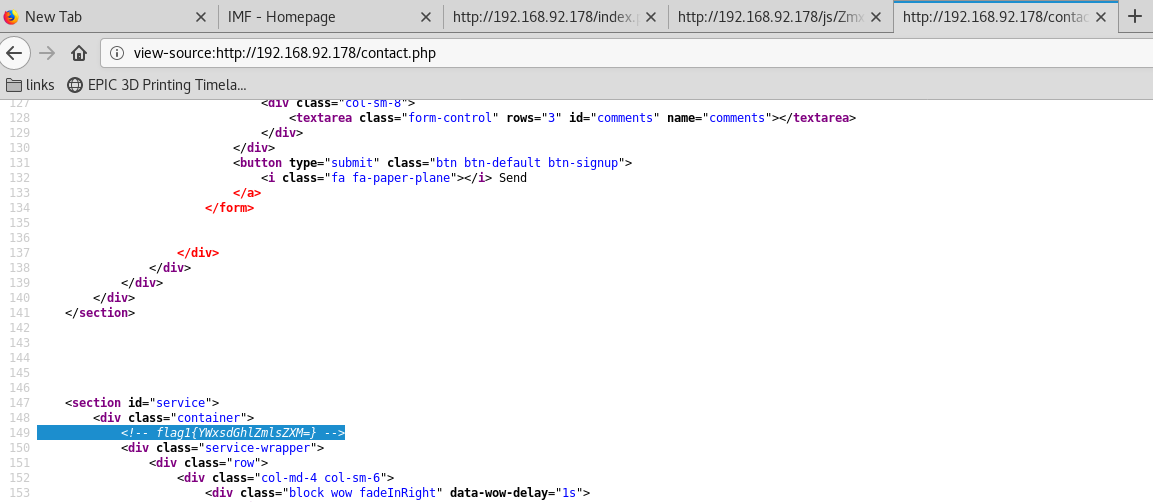 New Tab
IMF - Homepage
http://192.168.92.178/index.p
http://192.168.92.178/js/Zmx
http://192.168.92.178/contac
view-source:http://192.168.92.178/contact.php
links
EPIC 3D Printing Timela...
127 <div class="col-sm-8">
128 <textarea class="form-control" rows="3" id="comments" name="comments"></textarea>
129 </div>
130 </div>
131 <button type="submit" class="btn btn-default btn-signup">
132 <i class="fa fa-paper-plane"></i> Send
133 </a>
134 </form>
135
136
137 </div>
138 </div>
139 </div>
140 </div>
141 </section>
142
143
144
145
146
147 <section id="service">
148 <div class="container">
149 <!-- flag1{YWxsdGhlZmlsZXM=} -->
150 <div class="service-wrapper">
151 <div class="row">
152 <div class="col-md-4 col-sm-6">
153 <div class="block wow fadeInRight" data-wow-delay="1s">